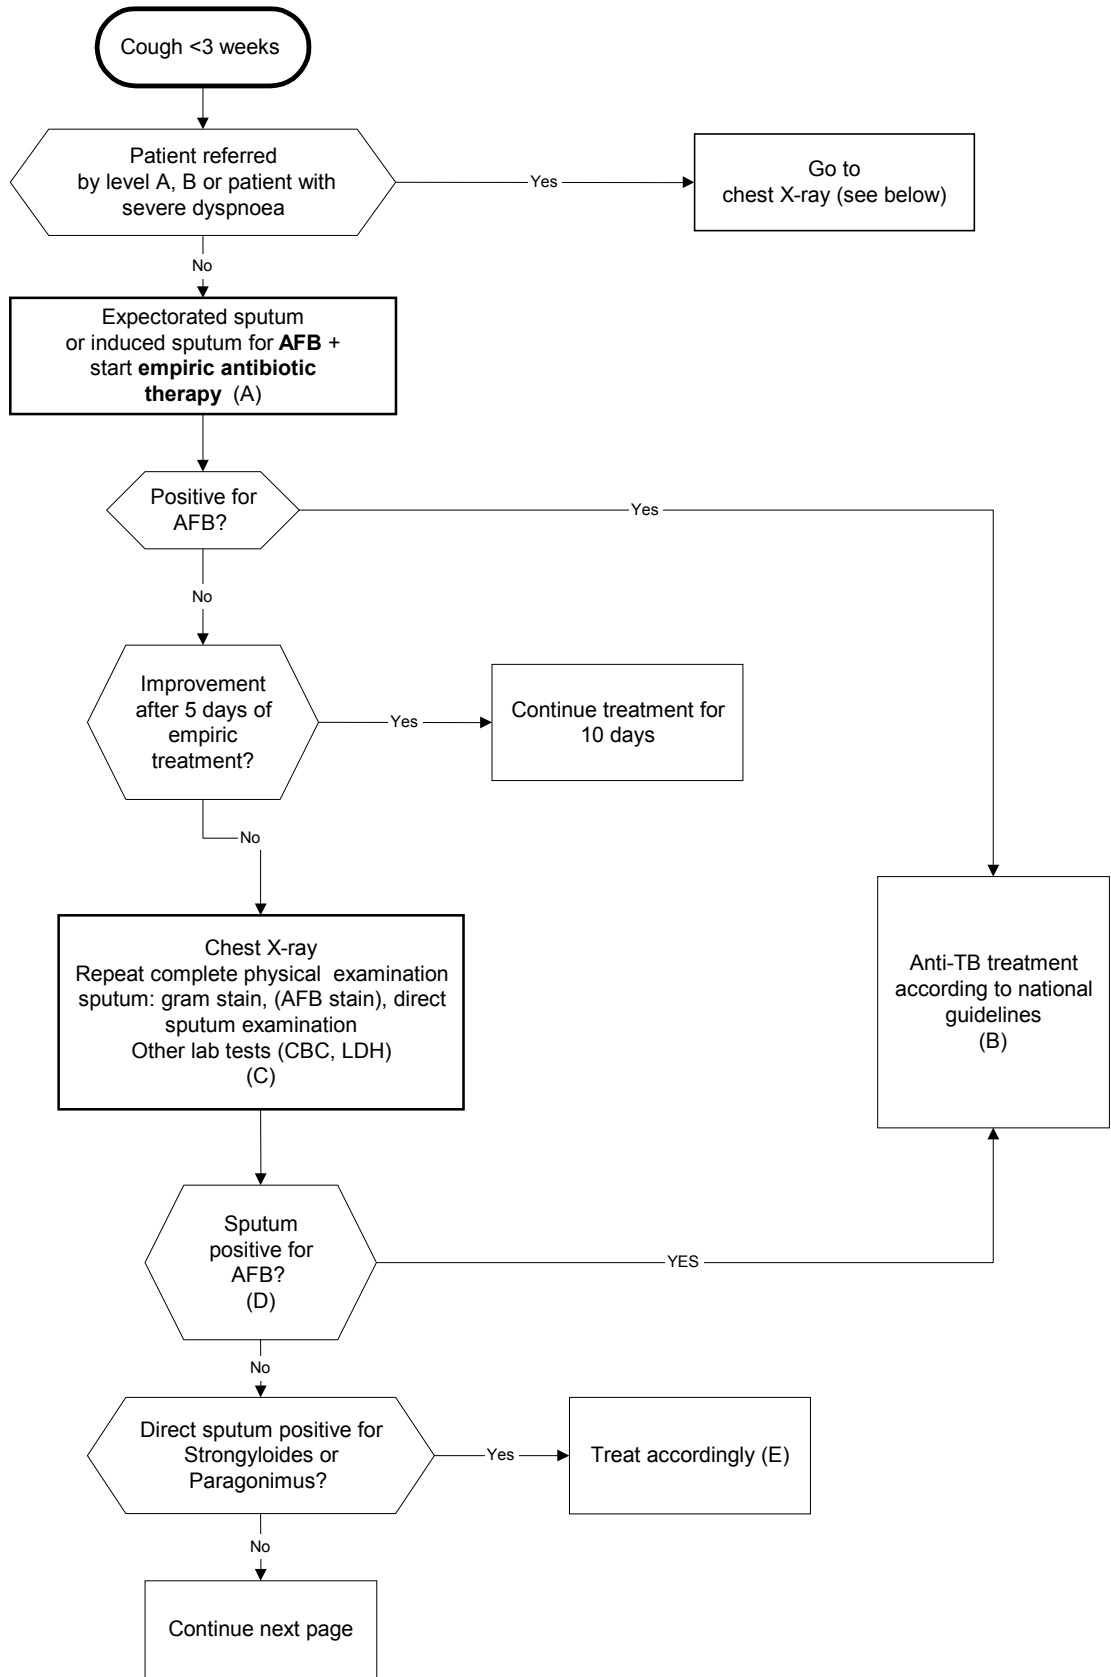 Cough <3 weeks
Patient referred
by level A, B or patient with
severe dyspnoea
Yes
Go to
chest X-ray (see below)
No
Expectorated sputum
or induced sputum for AFB +
start empiric antibiotic
therapy (A)
Positive for
AFB?
Yes
No
Improvement
after 5 days of
empiric
treatment?
Yes
Continue treatment for
10 days
No
Chest X-ray
Repeat complete physical examination
sputum: gram stain, (AFB stain), direct
sputum examination
Other lab tests (CBC, LDH)
(C)
Anti-TB treatment
according to national
guidelines
(B)
Sputum
positive for
AFB?
(D)
YES
No
Direct sputum positive for
Strongyloides or
Paragonimus?
Yes
Treat accordingly (E)
No
Continue next page